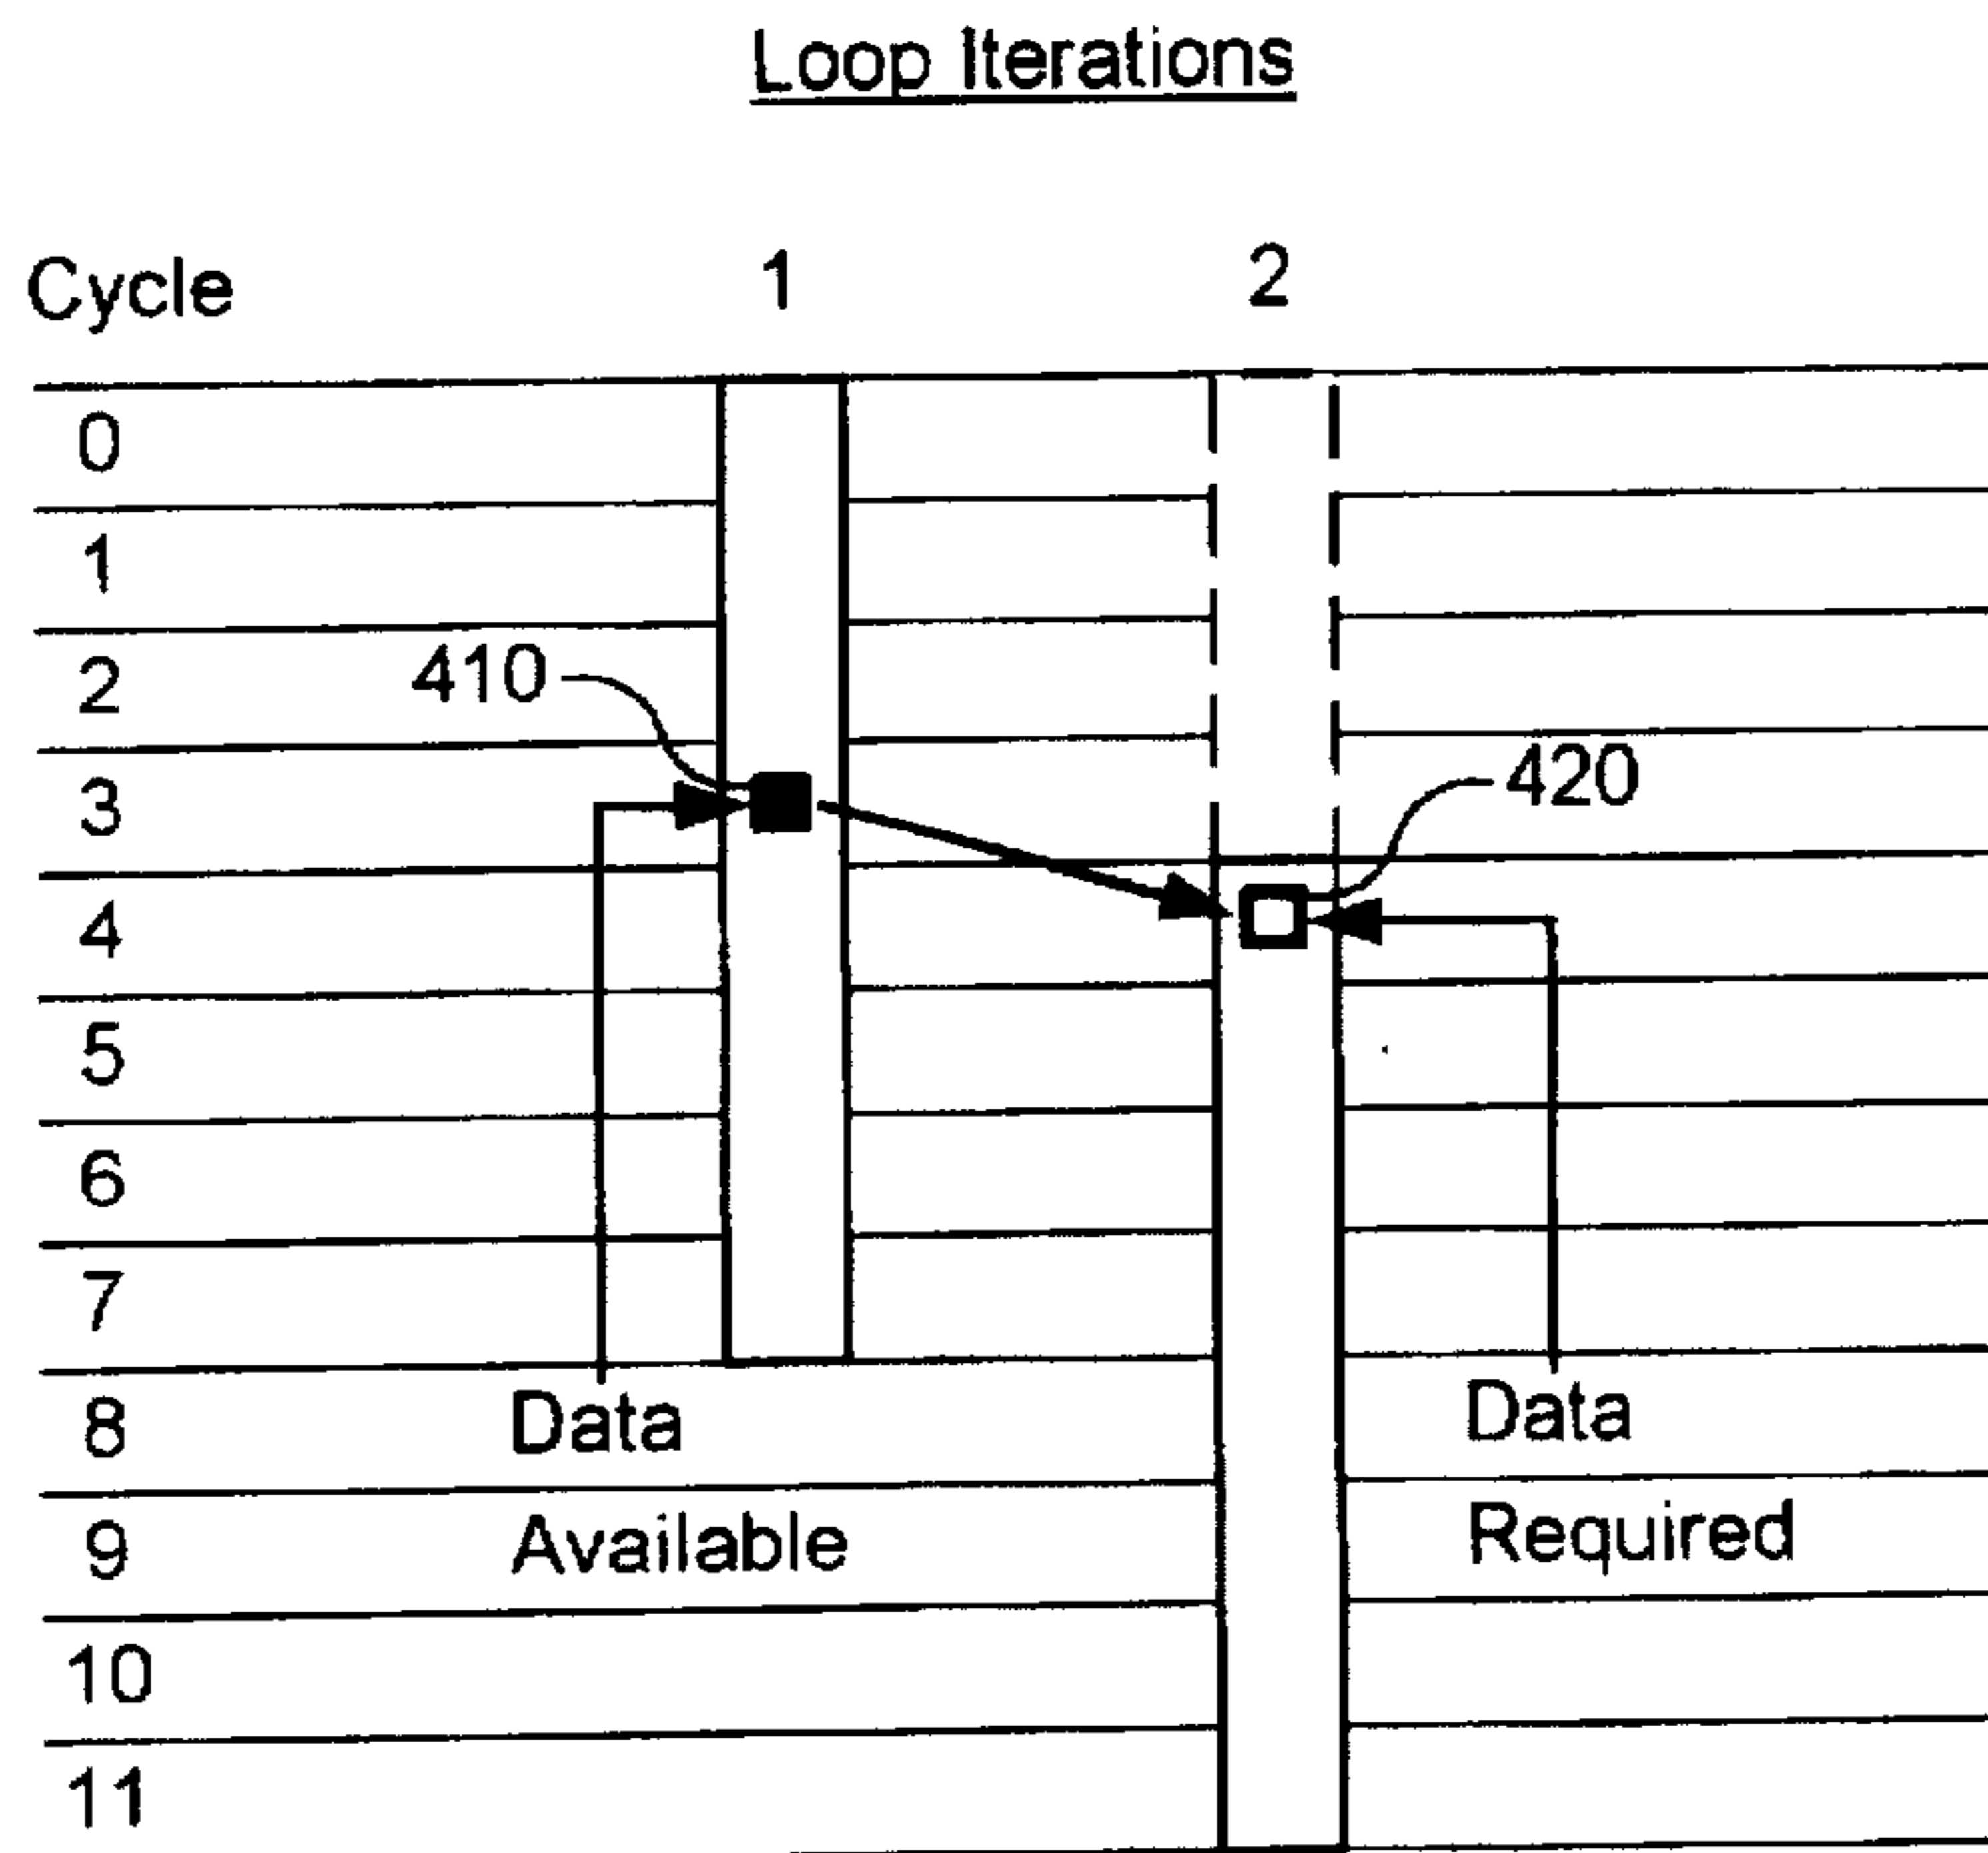 Loop Iterations
Cycle 1 2
0
1
2 410
3 420
4
5
6
7
8 Data Data
9 Available Required
10
11